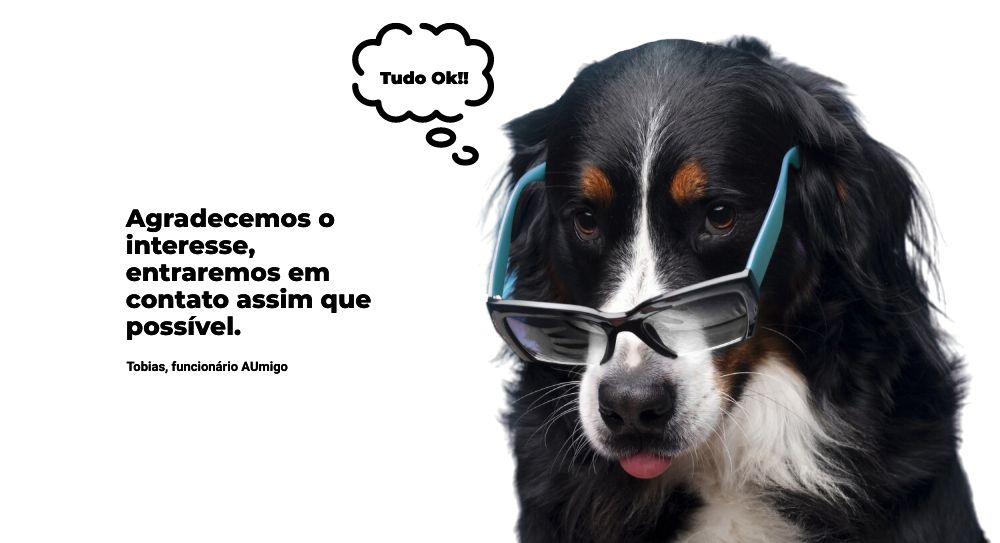 Tudo Ok!!
Agradecemos o
interesse,
entraremos em
contato assim que
possível.
Tobias, funcionário AUmigo